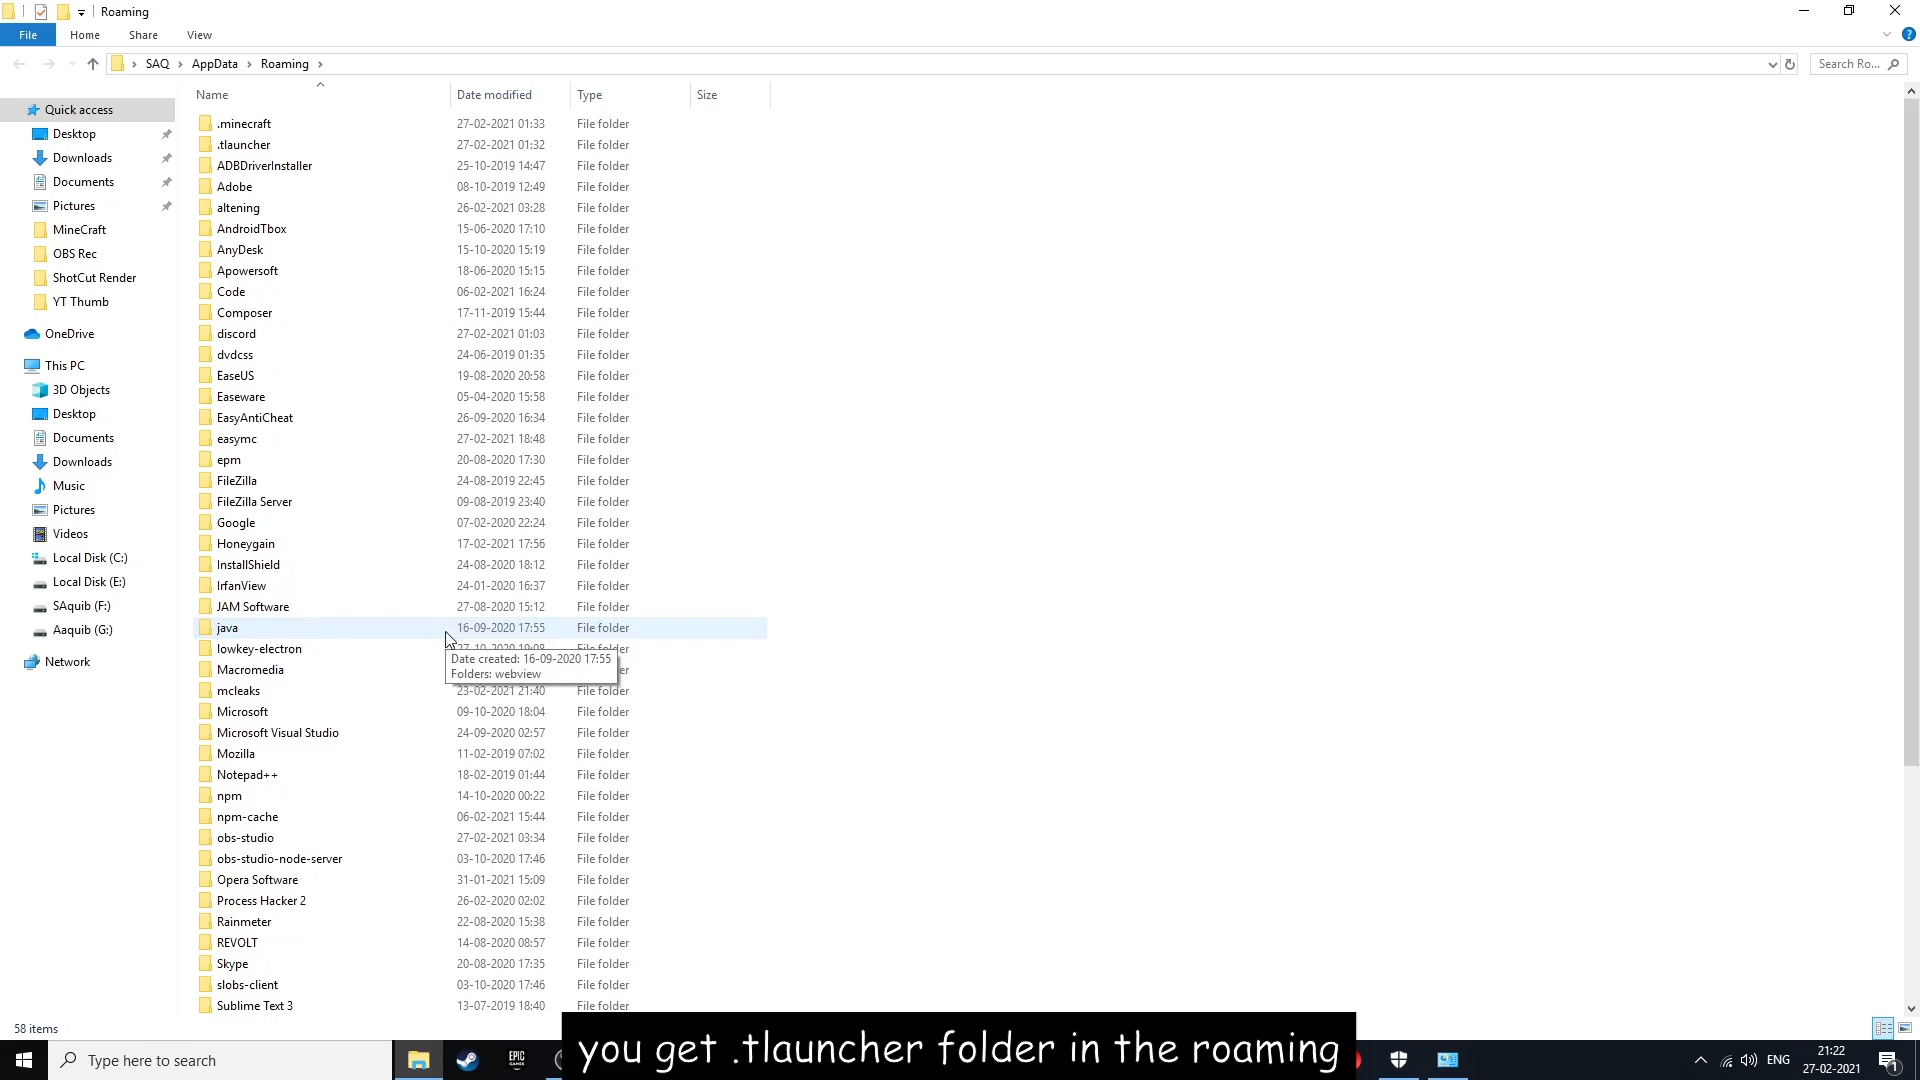 Roaming
File Home Share View
SAQ AppData Roaming Search Ro...
Name Date modified Type Size
Quick access
Desktop
Downloads
Documents
Pictures
MineCraft
OBS Rec
ShotCut Render
YT Thumb
OneDrive
This PC
3D Objects
Desktop
Documents
Downloads
Music
Pictures
Videos
Local Disk (C:)
Local Disk (E:)
SAquib (F:)
Aaquib (G:)
Network
.minecraft 27-02-2021 01:33 File folder
.tlauncher 27-02-2021 01:32 File folder
ADBDriverInstaller 25-10-2019 14:47 File folder
Adobe 08-10-2019 12:49 File folder
altening 26-02-2021 03:28 File folder
AndroidTbox 15-06-2020 17:10 File folder
AnyDesk 15-10-2020 15:19 File folder
Apowersoft 18-06-2020 15:15 File folder
Code 06-02-2021 16:24 File folder
Composer 17-11-2019 15:44 File folder
discord 27-02-2021 01:03 File folder
dvdcss 24-06-2019 01:35 File folder
EaseUS 19-08-2020 20:58 File folder
Easeware 05-04-2020 15:58 File folder
EasyAntiCheat 26-09-2020 16:34 File folder
easymc 27-02-2021 18:48 File folder
epm 20-08-2020 17:30 File folder
FileZilla 24-08-2019 22:45 File folder
FileZilla Server 09-08-2019 23:40 File folder
Google 07-02-2020 22:24 File folder
Honeygain 17-02-2021 17:56 File folder
InstallShield 24-08-2020 18:12 File folder
IrfanView 24-01-2020 16:37 File folder
JAM Software 27-08-2020 15:12 File folder
java 16-09-2020 17:55 File folder
lowkey-electron 27-10-2020 19:08 File folder
Date created: 16-09-2020 17:55
Folders: webview
Macromedia
mcleaks 23-02-2021 21:40 File folder
Microsoft 09-10-2020 18:04 File folder
Microsoft Visual Studio 24-09-2020 02:57 File folder
Mozilla 11-02-2019 07:02 File folder
Notepad++ 18-02-2019 01:44 File folder
npm 14-10-2020 00:22 File folder
npm-cache 06-02-2021 15:44 File folder
obs-studio 27-02-2021 03:34 File folder
obs-studio-node-server 03-10-2020 17:46 File folder
Opera Software 31-01-2021 15:09 File folder
Process Hacker 2 26-02-2020 02:02 File folder
Rainmeter 22-08-2020 15:38 File folder
REVOLT 14-08-2020 08:57 File folder
Skype 20-08-2020 17:35 File folder
slobs-client 03-10-2020 17:46 File folder
Sublime Text 3 13-07-2019 18:40 File folder
58 items
you get .tlauncher folder in the roaming
Type here to search
EPIC GAMES
ENG
21:22
27-02-2021
1